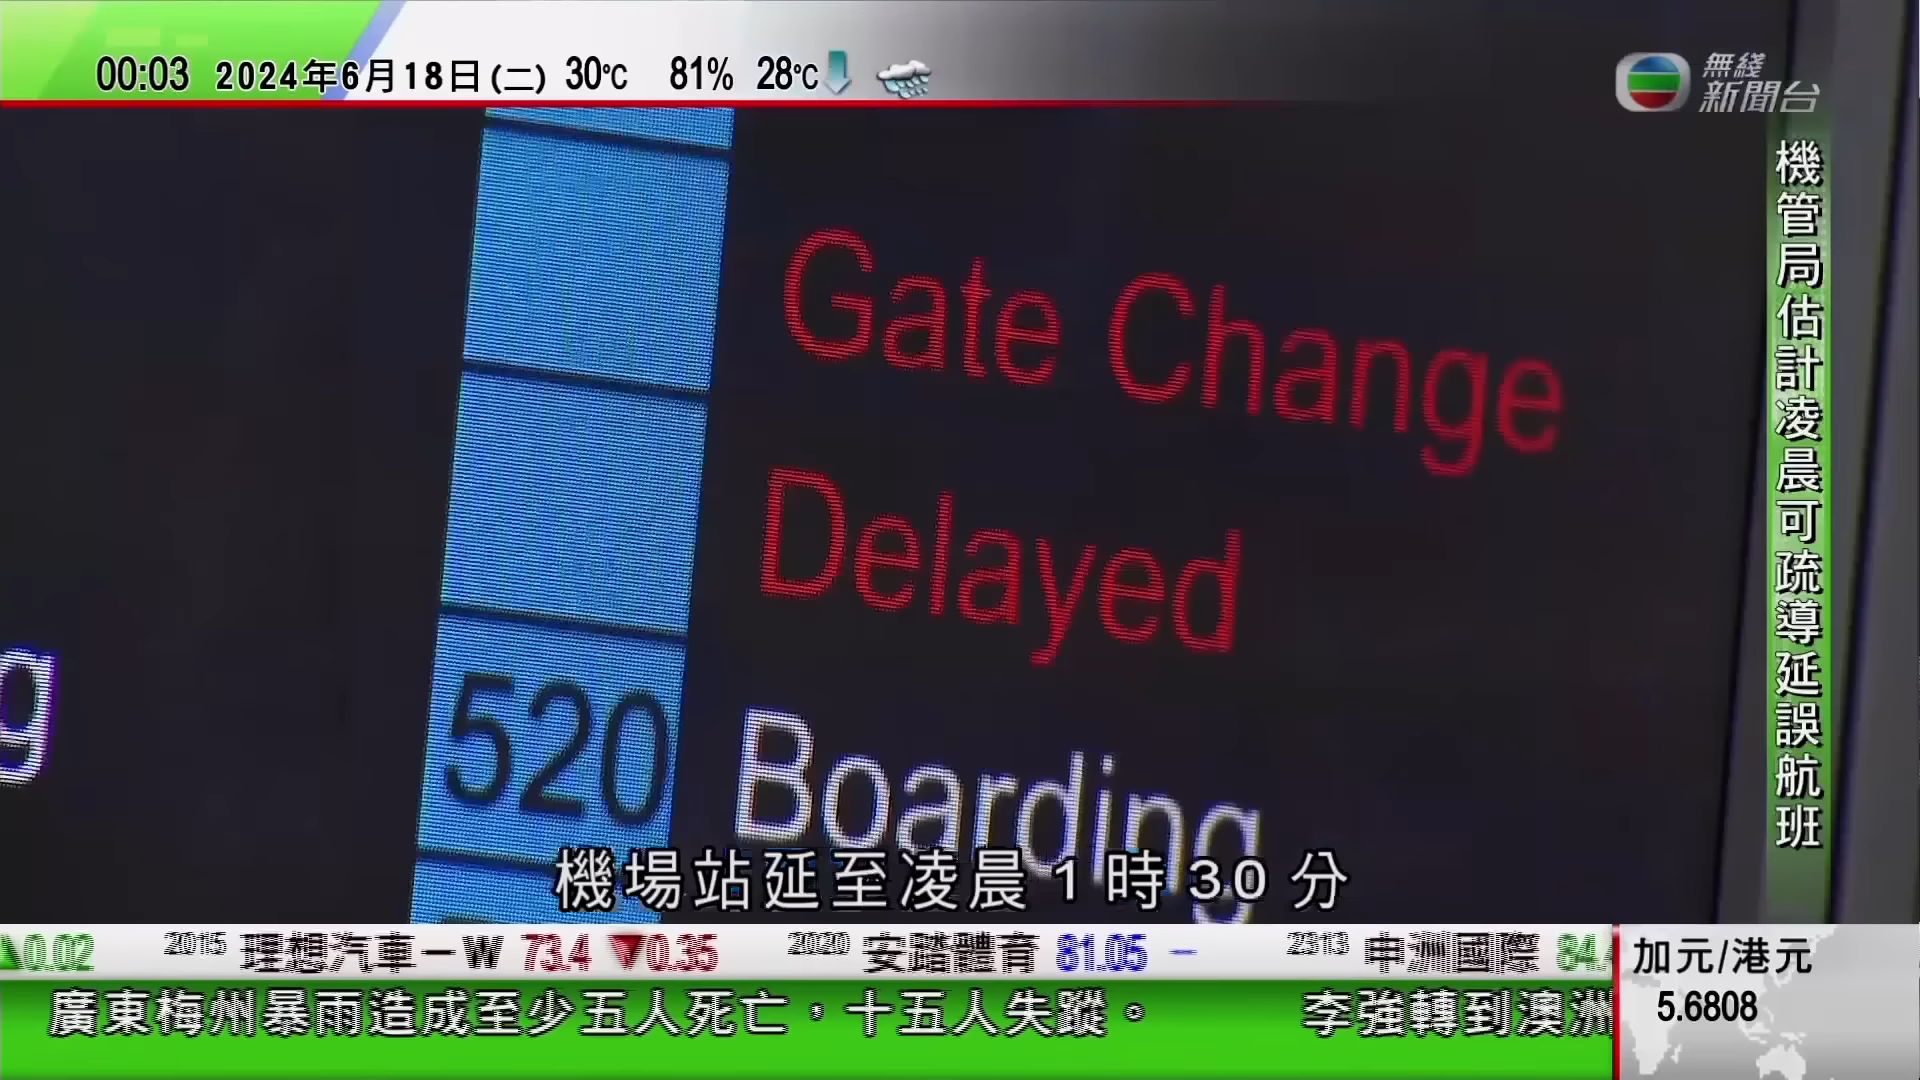 00:03 2024年6月18日(二) 30℃ 81% 28℃
無綫
新聞台
機管局估計凌晨可疏導延誤航班
Gate Change
Delayed
g
520 Boarding
機場站延至凌晨1時30分
▲0.02 2015 理想汽車－W 73.4 ▼0.35 2020 安踏體育 81.05 － 2313 申洲國際 84.
廣東梅州暴雨造成至少五人死亡，十五人失蹤。 李強轉到澳洲
加元/港元
5.6808